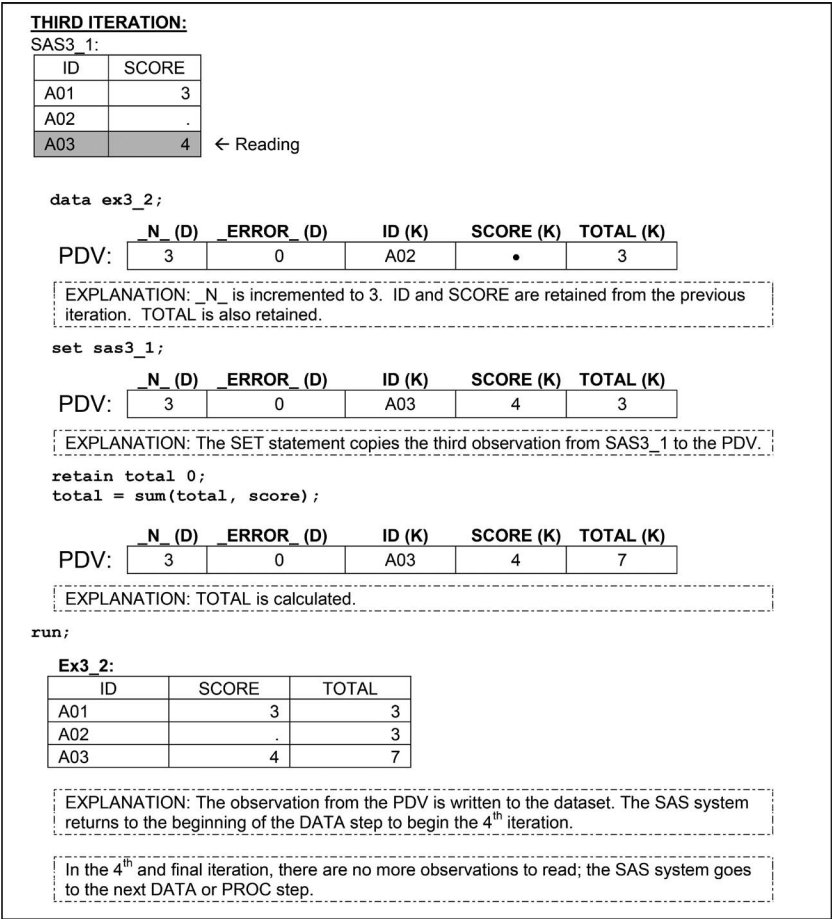 THIRD ITERATION:
SAS3_1:
ID SCORE
A01 3
A02 .
A03 4 ← Reading
data ex3_2;
_N_ (D) _ERROR_ (D) ID (K) SCORE (K) TOTAL (K)
PDV: 3 0 A02 • 3
EXPLANATION: _N_ is incremented to 3. ID and SCORE are retained from the previous
iteration. TOTAL is also retained.
set sas3_1;
_N_ (D) _ERROR_ (D) ID (K) SCORE (K) TOTAL (K)
PDV: 3 0 A03 4 3
EXPLANATION: The SET statement copies the third observation from SAS3_1 to the PDV.
retain total 0;
total = sum(total, score);
_N_ (D) _ERROR_ (D) ID (K) SCORE (K) TOTAL (K)
PDV: 3 0 A03 4 7
EXPLANATION: TOTAL is calculated.
run;
Ex3_2:
ID SCORE TOTAL
A01 3 3
A02 . 3
A03 4 7
EXPLANATION: The observation from the PDV is written to the dataset. The SAS system
returns to the beginning of the DATA step to begin the 4th iteration.
In the 4th and final iteration, there are no more observations to read; the SAS system goes
to the next DATA or PROC step.